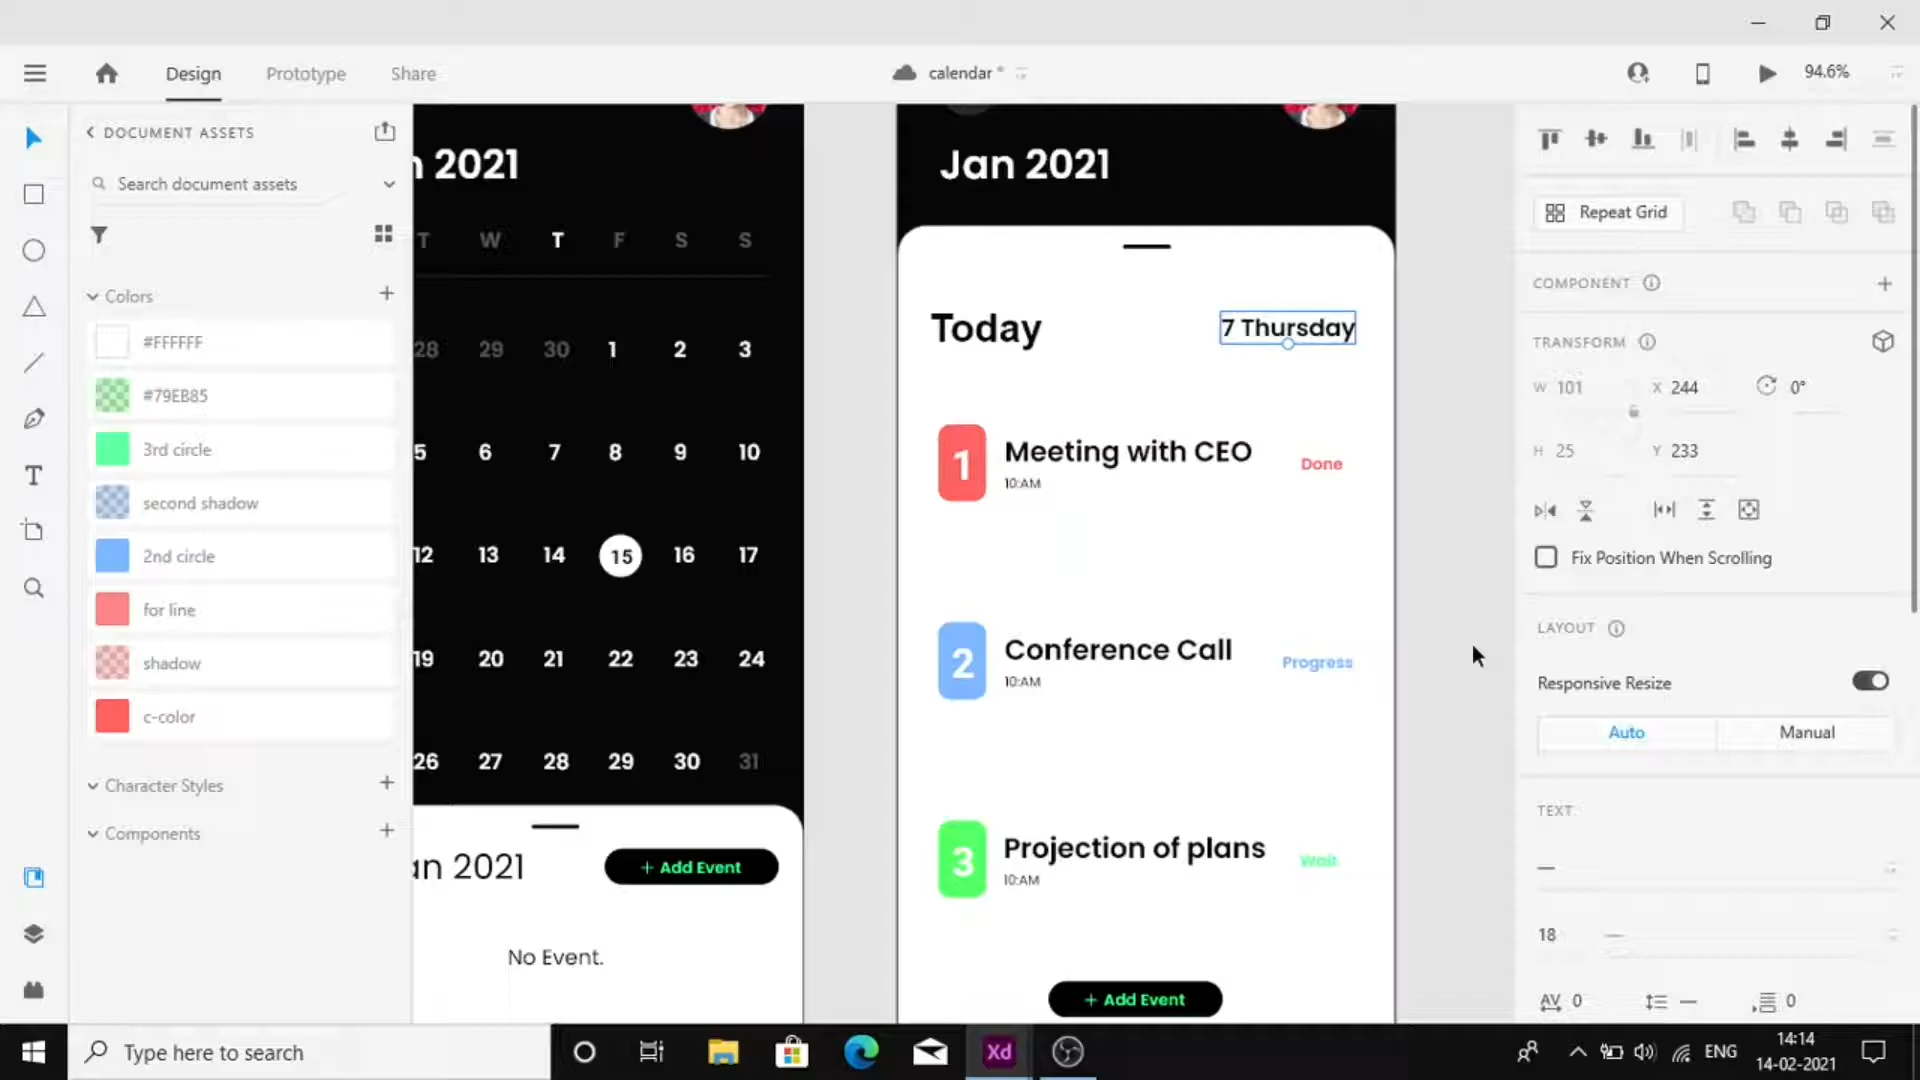 Design Prototype Share
calendar *
94.6%
DOCUMENT ASSETS
Search document assets
Colors
#FFFFFF
#79EB85
3rd circle
second shadow
2nd circle
for line
shadow
c-color
Character Styles
Components
2021
T W T F S S
28 29 30 1 2 3
5 6 7 8 9 10
12 13 14 15 16 17
19 20 21 22 23 24
26 27 28 29 30 31
an 2021
+ Add Event
No Event.
Jan 2021
Today
7 Thursday
1
Meeting with CEO
10:AM
Done
2
Conference Call
10:AM
Progress
3
Projection of plans
10:AM
Wait
+ Add Event
Repeat Grid
COMPONENT
TRANSFORM
W 101 X 244 0°
H 25 Y 233
Fix Position When Scrolling
LAYOUT
Responsive Resize
Auto Manual
TEXT
—
18 —
AV 0 — 0
Type here to search
Xd
ENG
14:14
14-02-2021